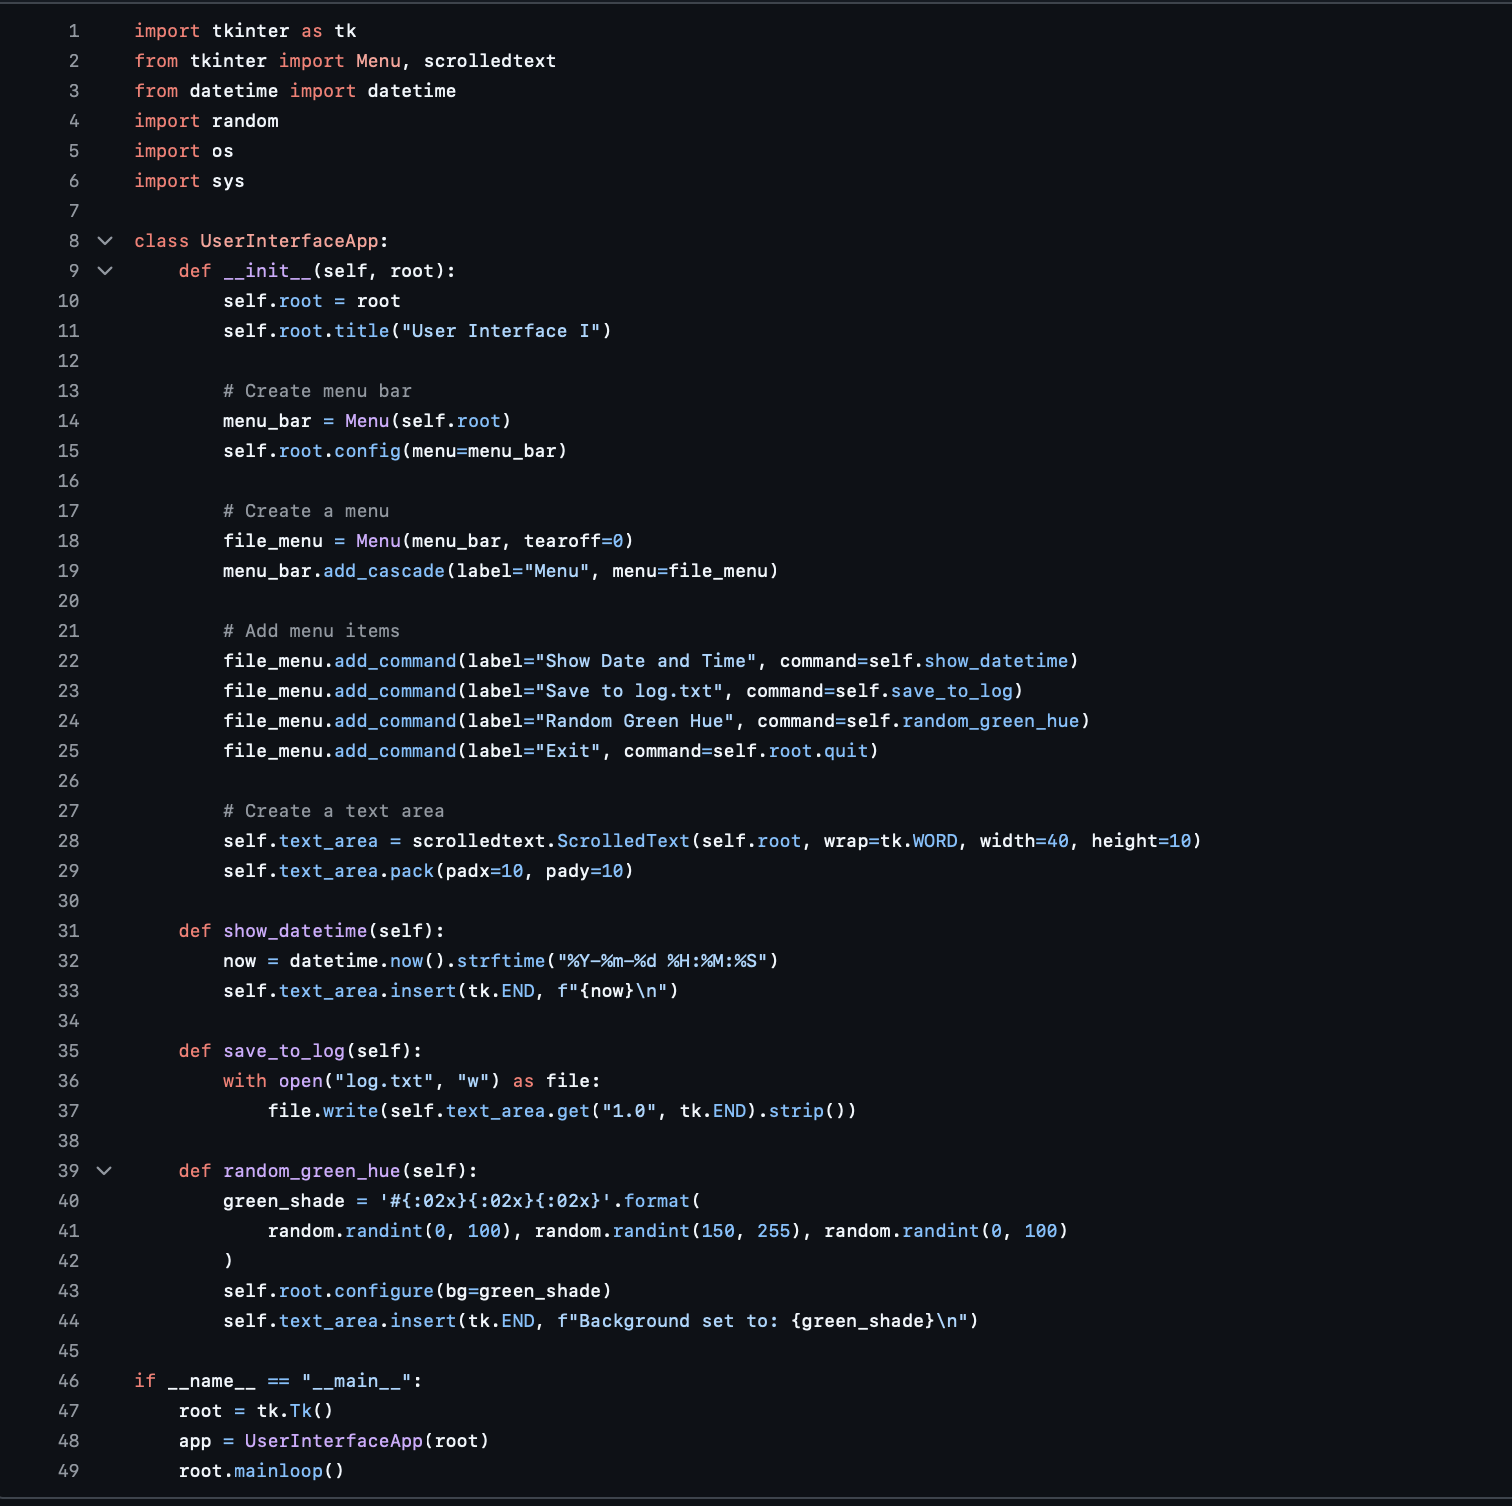 1 import tkinter as tk
2 from tkinter import Menu, scrolledtext
3 from datetime import datetime
4 import random
5 import os
6 import sys
7
8 class UserInterfaceApp:
9     def __init__(self, root):
10         self.root = root
11         self.root.title("User Interface I")
12
13         # Create menu bar
14         menu_bar = Menu(self.root)
15         self.root.config(menu=menu_bar)
16
17         # Create a menu
18         file_menu = Menu(menu_bar, tearoff=0)
19         menu_bar.add_cascade(label="Menu", menu=file_menu)
20
21         # Add menu items
22         file_menu.add_command(label="Show Date and Time", command=self.show_datetime)
23         file_menu.add_command(label="Save to log.txt", command=self.save_to_log)
24         file_menu.add_command(label="Random Green Hue", command=self.random_green_hue)
25         file_menu.add_command(label="Exit", command=self.root.quit)
26
27         # Create a text area
28         self.text_area = scrolledtext.ScrolledText(self.root, wrap=tk.WORD, width=40, height=10)
29         self.text_area.pack(padx=10, pady=10)
30
31     def show_datetime(self):
32         now = datetime.now().strftime("%Y-%m-%d %H:%M:%S")
33         self.text_area.insert(tk.END, f"{now}\n")
34
35     def save_to_log(self):
36         with open("log.txt", "w") as file:
37             file.write(self.text_area.get("1.0", tk.END).strip())
38
39     def random_green_hue(self):
40         green_shade = '#{:02x}{:02x}{:02x}'.format(
41             random.randint(0, 100), random.randint(150, 255), random.randint(0, 100)
42         )
43         self.root.configure(bg=green_shade)
44         self.text_area.insert(tk.END, f"Background set to: {green_shade}\n")
45
46 if __name__ == "__main__":
47     root = tk.Tk()
48     app = UserInterfaceApp(root)
49     root.mainloop()